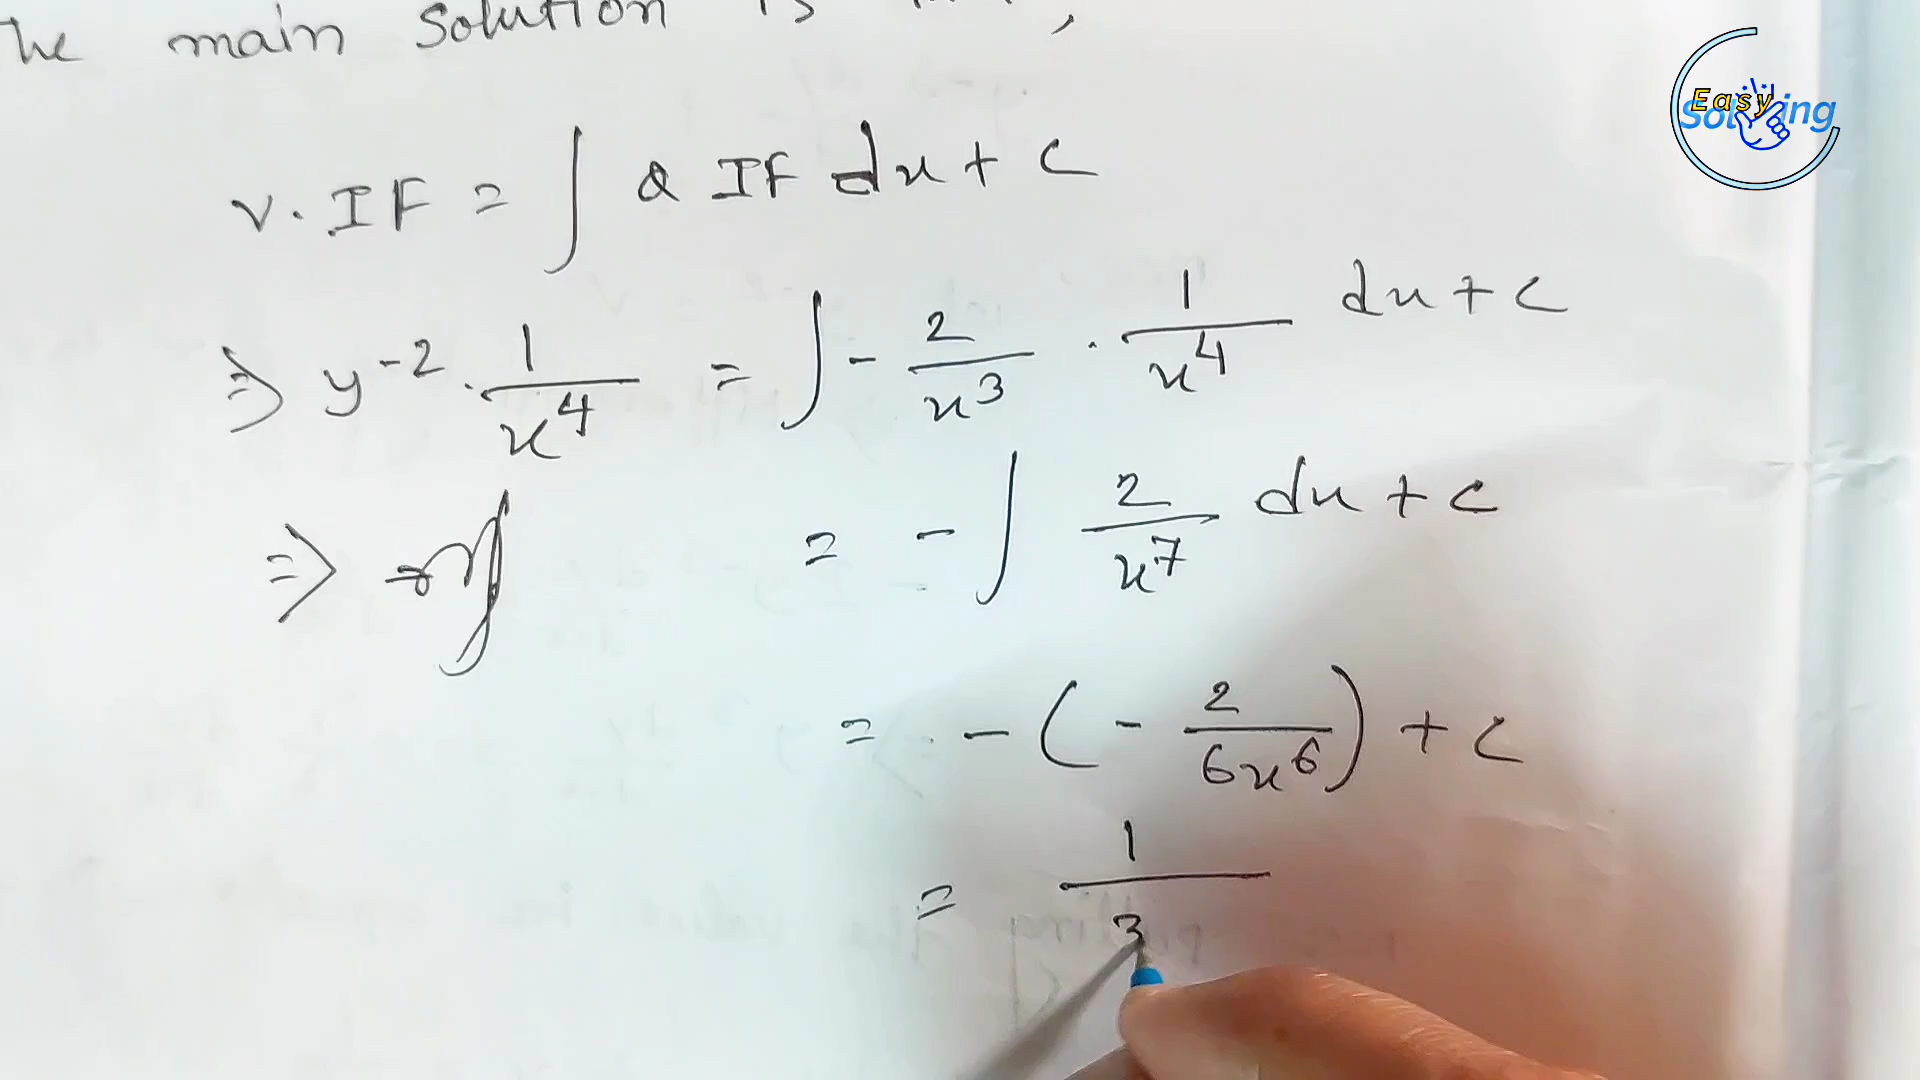 The main solution is
Easy
Solving
v. IF = ∫ Q IF dx + c
⇒ y⁻² · 1/x⁴ = ∫ - 2/x³ · 1/x⁴ dx + c
⇒ = - ∫ 2/x⁷ dx + c
= - ( - 2/6x⁶ ) + c
= 1/3